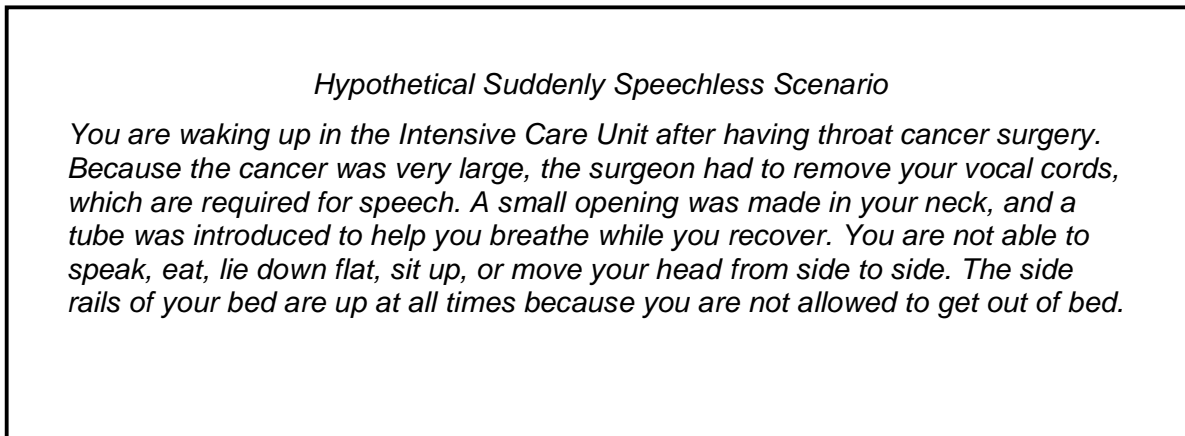 Hypothetical Suddenly Speechless Scenario
You are waking up in the Intensive Care Unit after having throat cancer surgery.
Because the cancer was very large, the surgeon had to remove your vocal cords,
which are required for speech. A small opening was made in your neck, and a
tube was introduced to help you breathe while you recover. You are not able to
speak, eat, lie down flat, sit up, or move your head from side to side. The side
rails of your bed are up at all times because you are not allowed to get out of bed.